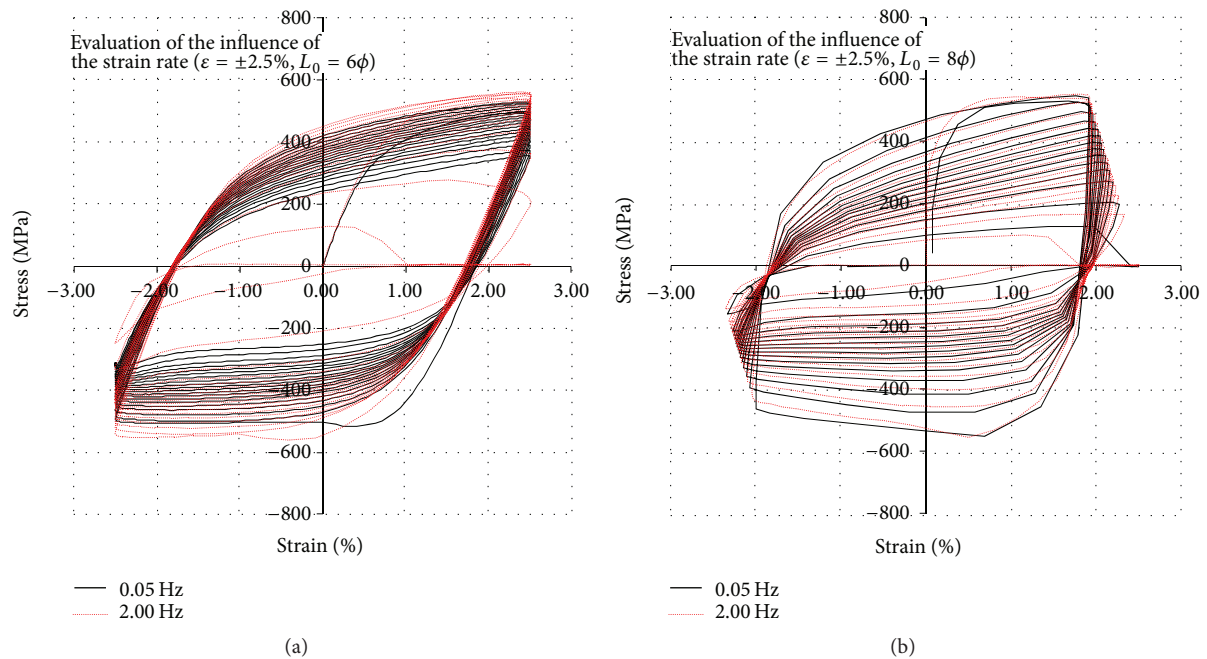 Evaluation of the influence of
the strain rate (ε = ±2.5%, L₀ = 6ϕ)
800
600
400
200
0
−200
−400
−600
−800
−3.00 −2.00 −1.00 0.00 1.00 2.00 3.00
Stress (MPa)
Strain (%)
0.05 Hz
2.00 Hz
(a)
Evaluation of the influence of
the strain rate (ε = ±2.5%, L₀ = 8ϕ)
800
600
400
200
0
−200
−400
−600
−800
−3.00 −2.00 −1.00 0.00 1.00 2.00 3.00
Stress (MPa)
Strain (%)
0.05 Hz
2.00 Hz
(b)